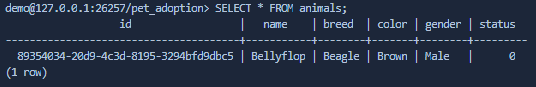 demo@127.0.0.1:26257/pet_adoption> SELECT * FROM animals;
                   id                  |   name    | breed  | color | gender | status
---------------------------------------+-----------+--------+-------+--------+---------
  89354034-20d9-4c3d-8195-3294bfd9dbc5 | Bellyflop | Beagle | Brown | Male   |      0
(1 row)